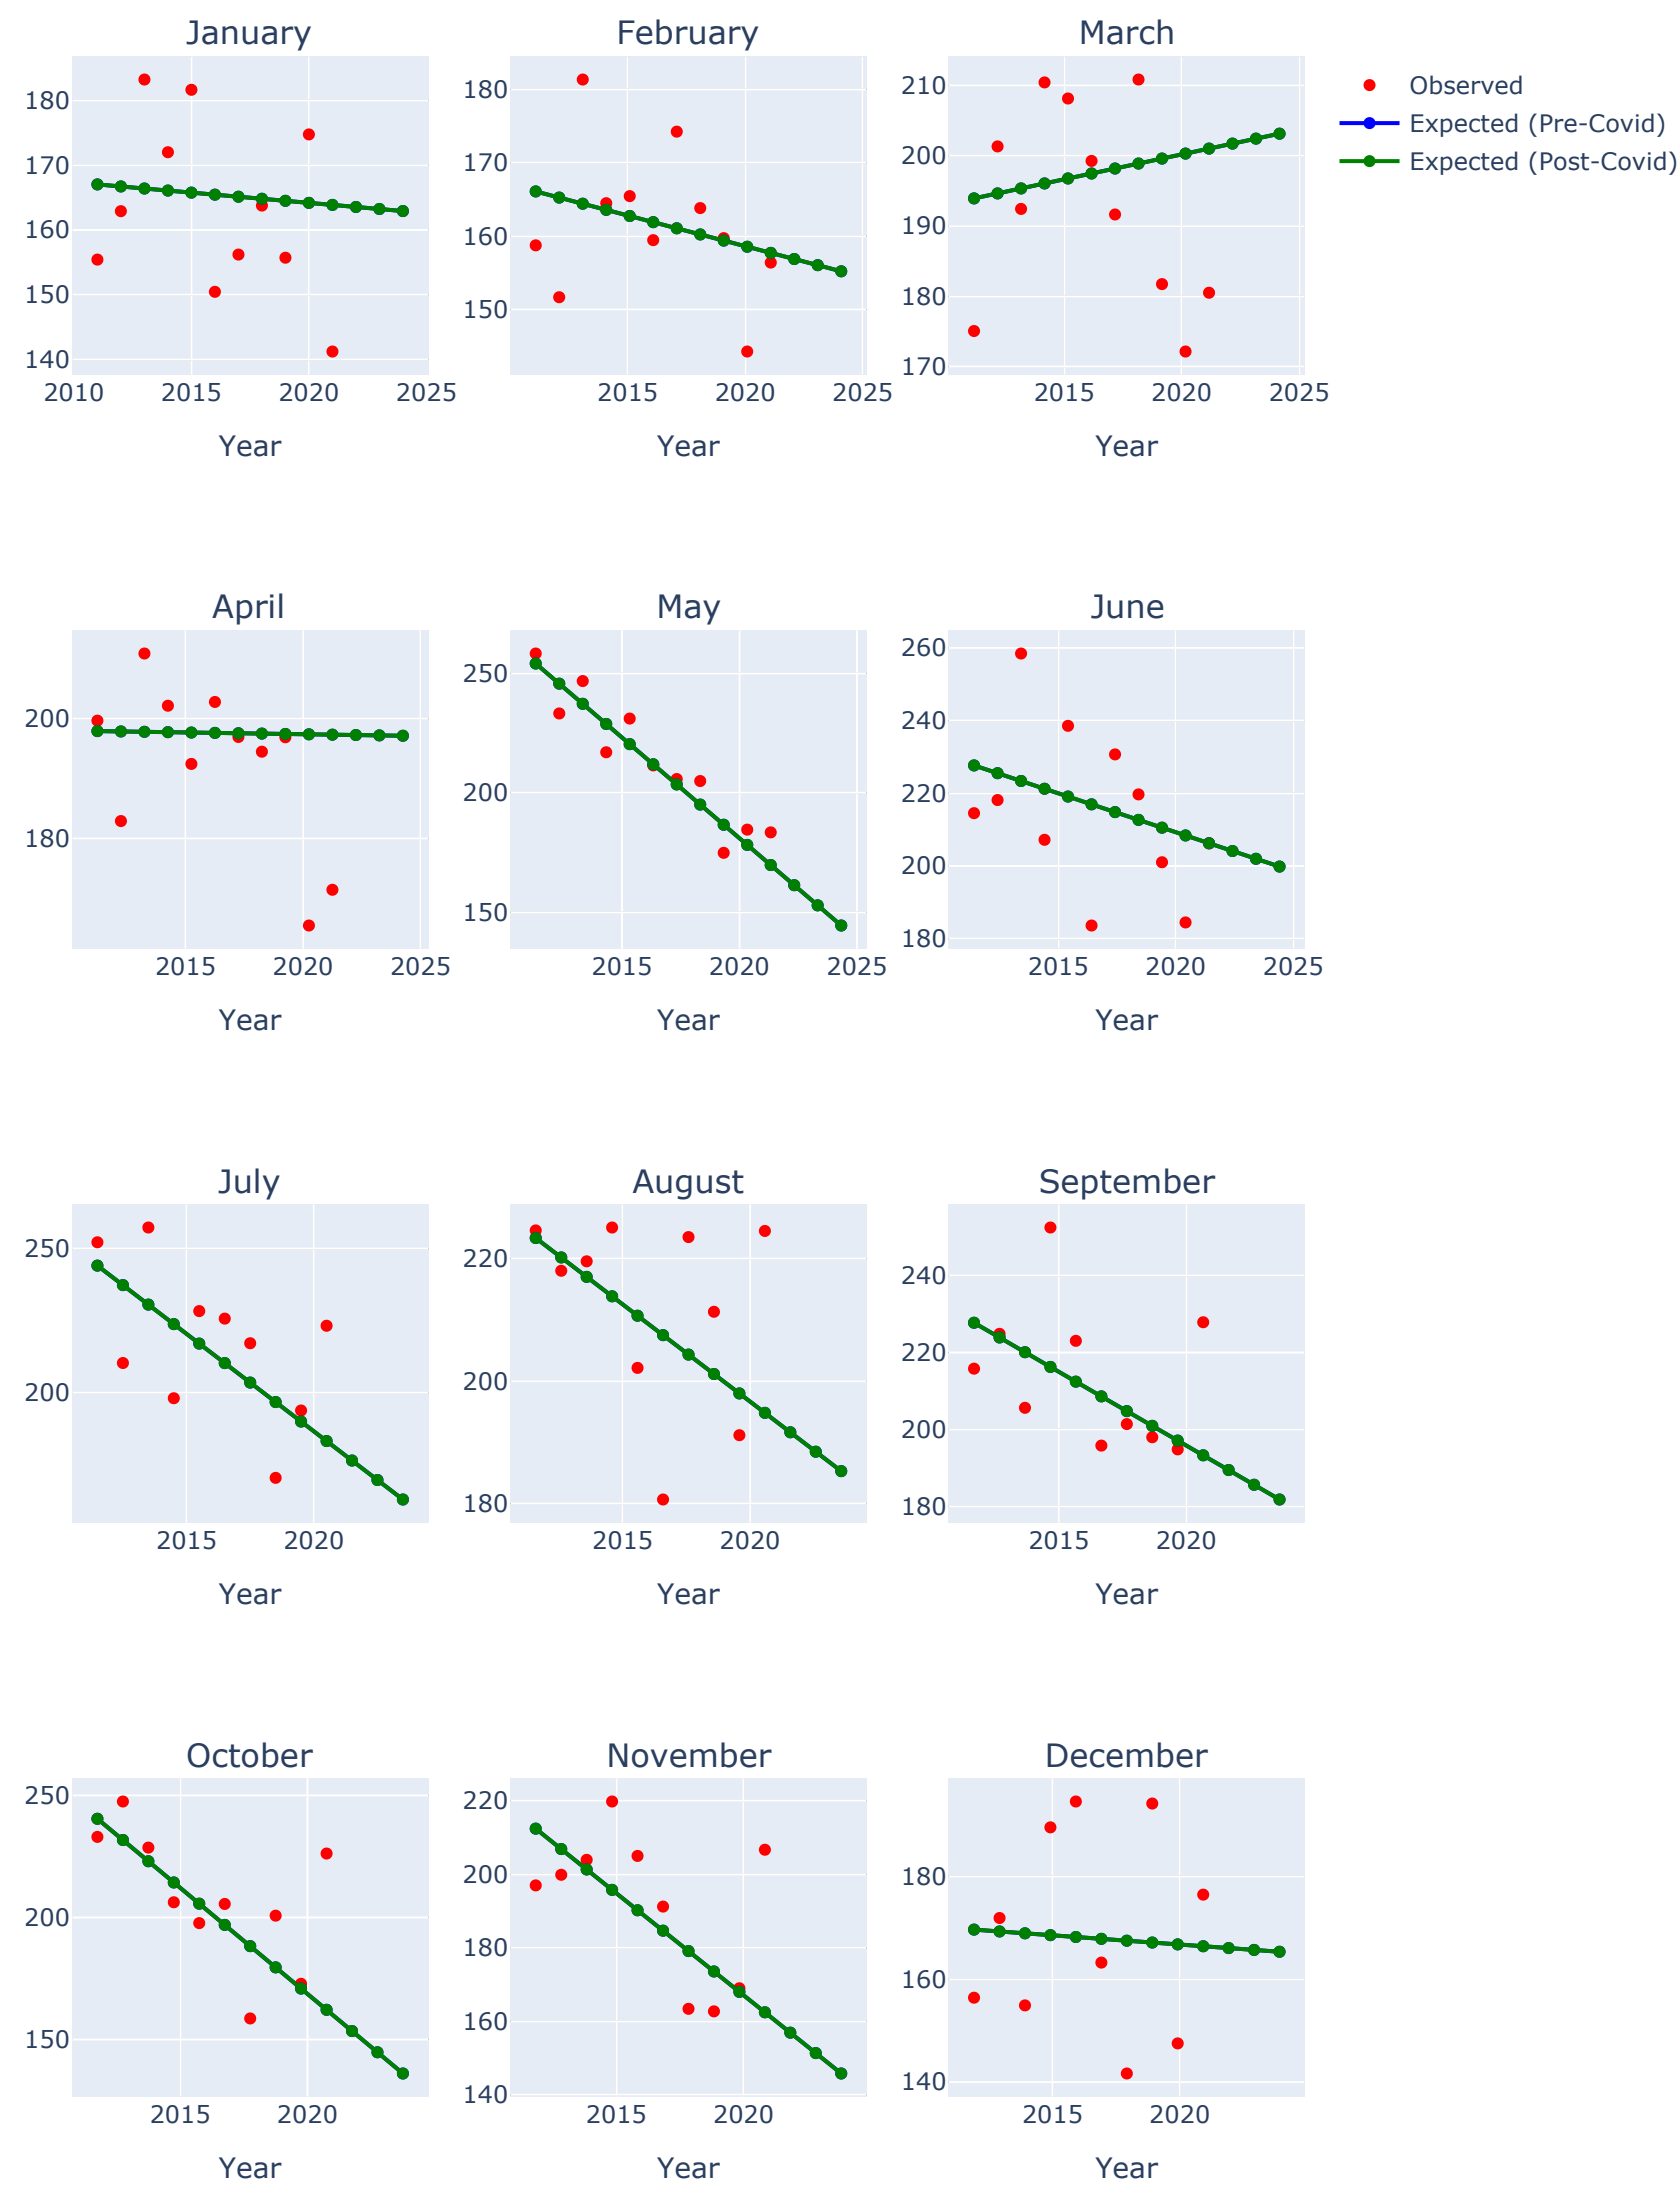 January February March
180
170
160
150
140
2010 2015 2020 2025
Year
180
170
160
150
2015 2020 2025
Year
210
200
190
180
170
2015 2020 2025
Year
Observed
Expected (Pre-Covid)
Expected (Post-Covid)
April May June
200
180
2015 2020 2025
Year
250
200
150
2015 2020 2025
Year
260
240
220
200
180
2015 2020 2025
Year
July August September
250
200
2015 2020
Year
220
200
180
2015 2020
Year
240
220
200
180
2015 2020
Year
October November December
250
200
150
2015 2020
Year
220
200
180
160
140
2015 2020
Year
180
160
140
2015 2020
Year